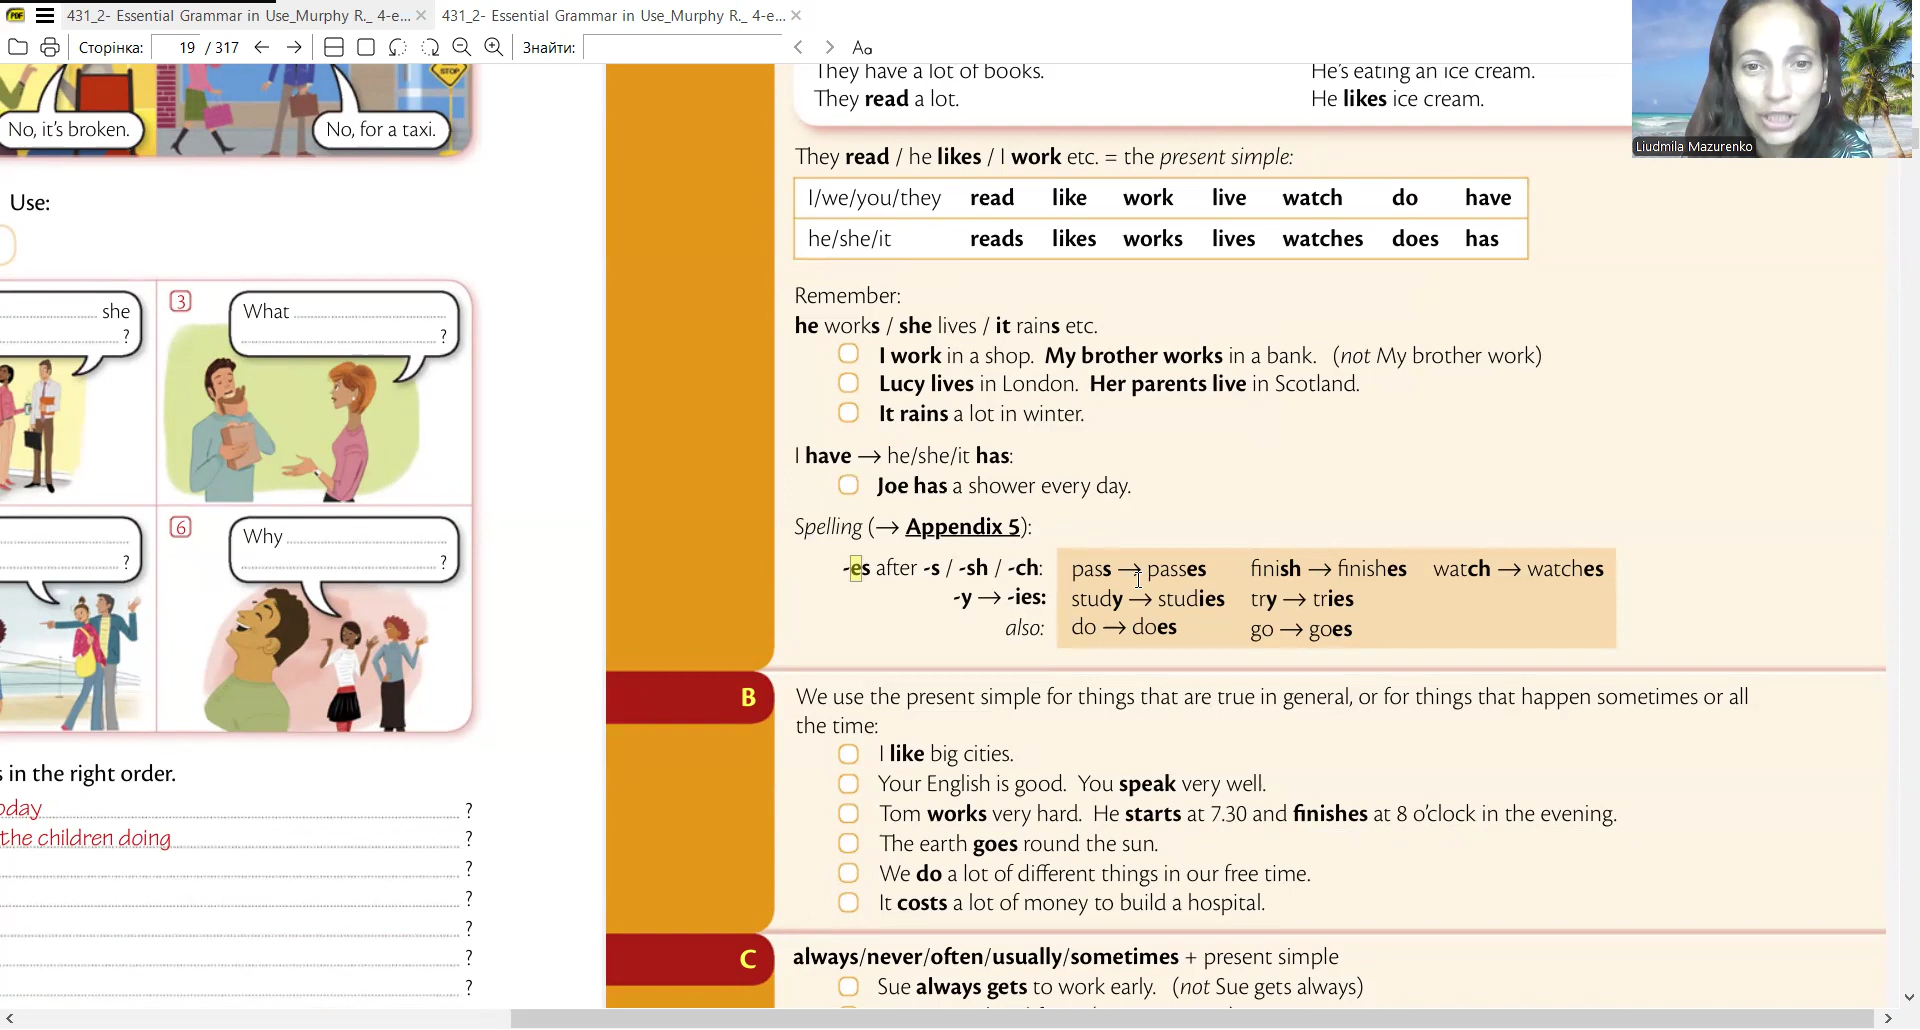 431_2- Essential Grammar in Use_Murphy R._ 4-e...
431_2- Essential Grammar in Use_Murphy R._ 4-e...
Сторінка: 19 / 317
Знайти:
Aa
Liudmila Mazurenko
STOP
No, it's broken.
No, for a taxi.
Use:
she
?
3
What
?
?
6
Why
?
s in the right order.
oday ?
the children doing ?
?
?
?
?
?
They have a lot of books.
They read a lot.
He's eating an ice cream.
He likes ice cream.
They read / he likes / I work etc. = the present simple:
I/we/you/they read like work live watch do have
he/she/it reads likes works lives watches does has
Remember:
he works / she lives / it rains etc.
I work in a shop. My brother works in a bank. (not My brother work)
Lucy lives in London. Her parents live in Scotland.
It rains a lot in winter.
I have → he/she/it has:
Joe has a shower every day.
Spelling (→ Appendix 5):
-es after -s / -sh / -ch: pass → passes finish → finishes watch → watches
-y → -ies: study → studies try → tries
also: do → does go → goes
B
We use the present simple for things that are true in general, or for things that happen sometimes or all
the time:
I like big cities.
Your English is good. You speak very well.
Tom works very hard. He starts at 7.30 and finishes at 8 o'clock in the evening.
The earth goes round the sun.
We do a lot of different things in our free time.
It costs a lot of money to build a hospital.
C
always/never/often/usually/sometimes + present simple
Sue always gets to work early. (not Sue gets always)